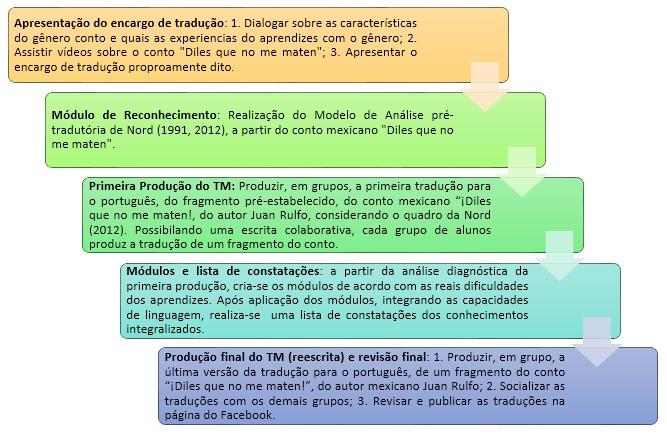 Apresentação do encargo de tradução: 1. Dialogar sobre as características
do gênero conto e quais as experiencias do aprendizes com o gênero; 2.
Assistir vídeos sobre o conto "Diles que no me maten"; 3. Apresentar o
encargo de tradução proproamente dito.
Módulo de Reconhecimento: Realização do Modelo de Análise pré-
tradutória de Nord (1991, 2012), a partir do conto mexicano "Diles que no
me maten".
Primeira Produção do TM: Produzir, em grupos, a primeira tradução para
o português, do fragmento pré-estabelecido, do conto mexicano “¡Diles
que no me maten!, do autor Juan Rulfo, considerando o quadro da Nord
(2012). Possibilando uma escrita colaborativa, cada grupo de alunos
produz a tradução de um fragmento do conto.
Módulos e lista de constatações: a partir da análise diagnóstica da
primeira produção, cria-se os módulos de acordo com as reais dificuldades
dos aprendizes. Após aplicação dos módulos, integrando as capacidades
de linguagem, realiza-se uma lista de constatações dos conhecimentos
integralizados.
Produção final do TM (reescrita) e revisão final: 1. Produzir, em grupo, a
última versão da tradução para o português, de um fragmento do conto
“¡Diles que no me maten!”, do autor mexicano Juan Rulfo; 2. Socializar as
traduções com os demais grupos; 3. Revisar e publicar as traduções na
página do Facebook.